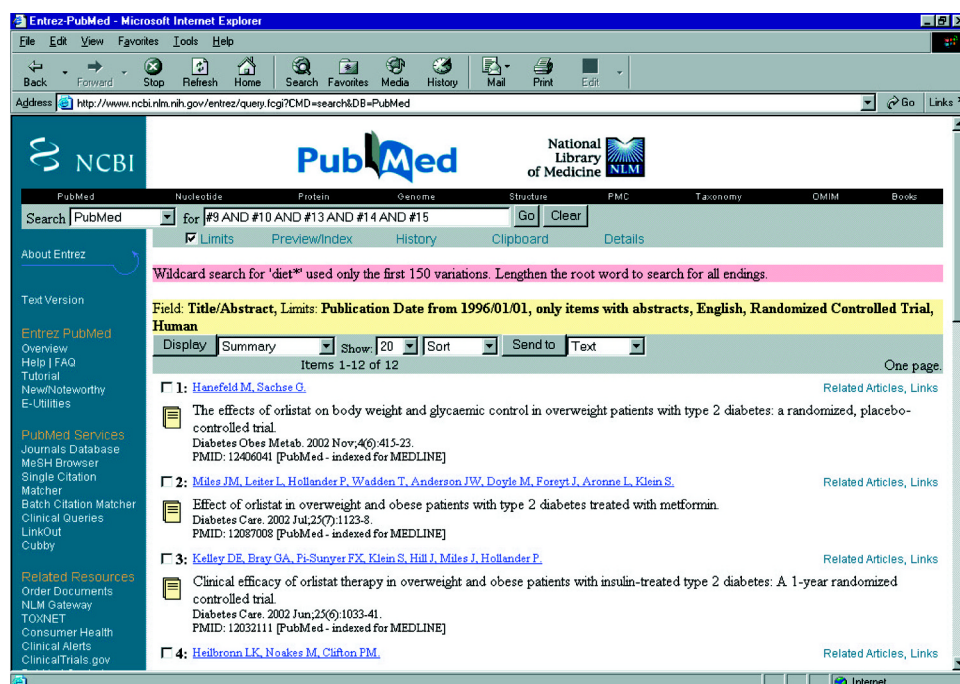 Entrez-PubMed - Microsoft Internet Explorer
File Edit View Favorites Tools Help
Back Forward Stop Refresh Home Search Favorites Media History Mail Print Edit
Address http://www.ncbi.nlm.nih.gov/entrez/query.fcgi?CMD=search&DB=PubMed Go Links
NCBI PubMed National Library of Medicine NLM
PubMed Nucleotide Protein Genome Structure PMC Taxonomy OMIM Books
Search PubMed for #9 AND #10 AND #13 AND #14 AND #15 Go Clear
Limits Preview/Index History Clipboard Details
About Entrez
Text Version
Entrez PubMed
Overview
Help | FAQ
Tutorial
New/Noteworthy
E-Utilities
PubMed Services
Journals Database
MeSH Browser
Single Citation
Matcher
Batch Citation Matcher
Clinical Queries
LinkOut
Cubby
Related Resources
Order Documents
NLM Gateway
TOXNET
Consumer Health
Clinical Alerts
ClinicalTrials.gov
Wildcard search for 'diet*' used only the first 150 variations. Lengthen the root word to search for all endings.
Field: Title/Abstract, Limits: Publication Date from 1996/01/01, only items with abstracts, English, Randomized Controlled Trial,
Human
Display Summary Show: 20 Sort Send to Text
Items 1-12 of 12 One page.
1: Hanefeld M, Sachse G. Related Articles, Links
The effects of orlistat on body weight and glycaemic control in overweight patients with type 2 diabetes: a randomized, placebo-
controlled trial.
Diabetes Obes Metab. 2002 Nov;4(6):415-23.
PMID: 12406041 [PubMed - indexed for MEDLINE]
2: Miles JM, Leiter L, Hollander P, Wadden T, Anderson JW, Doyle M, Foreyt J, Aronne L, Klein S. Related Articles, Links
Effect of orlistat in overweight and obese patients with type 2 diabetes treated with metformin.
Diabetes Care. 2002 Jul;25(7):1123-8.
PMID: 12087008 [PubMed - indexed for MEDLINE]
3: Kelley DE, Bray GA, Pi-Sunyer FX, Klein S, Hill J, Miles J, Hollander P. Related Articles, Links
Clinical efficacy of orlistat therapy in overweight and obese patients with insulin-treated type 2 diabetes: A 1-year randomized
controlled trial.
Diabetes Care. 2002 Jun;25(6):1033-41.
PMID: 12032111 [PubMed - indexed for MEDLINE]
4: Heilbronn LK, Noakes M, Clifton PM. Related Articles, Links
Internet